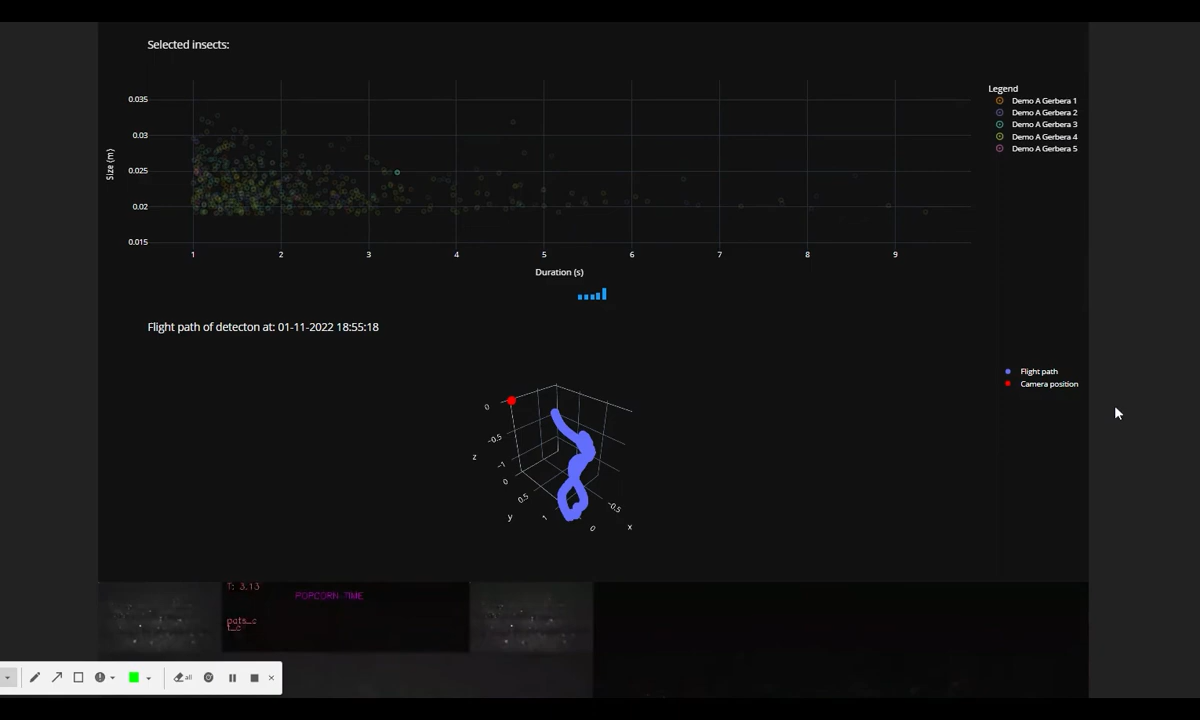 Selected insects:
0.035
0.03
0.025
0.02
0.015
Size (m)
1 2 3 4 5 6 7 8 9
Duration (s)
Legend
Demo A Gerbera 1
Demo A Gerbera 2
Demo A Gerbera 3
Demo A Gerbera 4
Demo A Gerbera 5
Flight path of detecton at: 01-11-2022 18:55:18
Flight path
Camera position
0
−0.5
−1
z
0
0.5
1
y
0
−0.5
x
T: 3.13
POPCORN TIME
pats_c
all